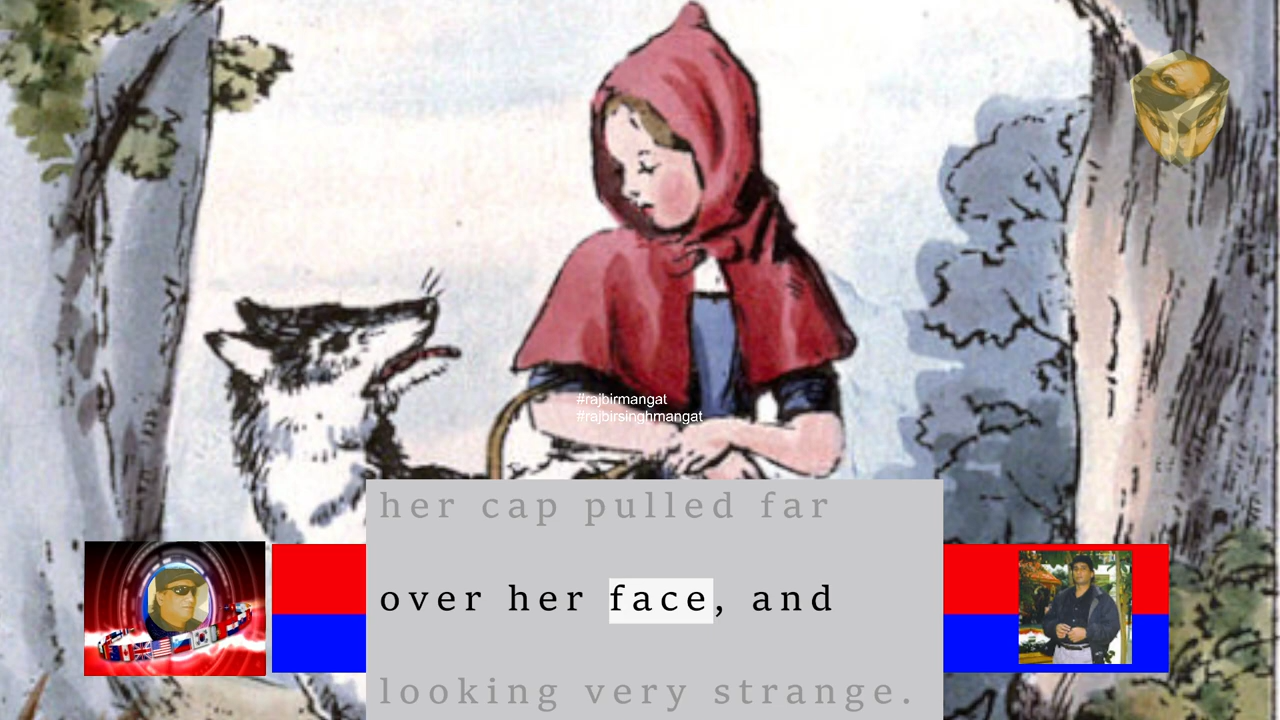 #rajbirmangat
#rajbirsinghmangat
her cap pulled far
over her face, and
looking very strange.